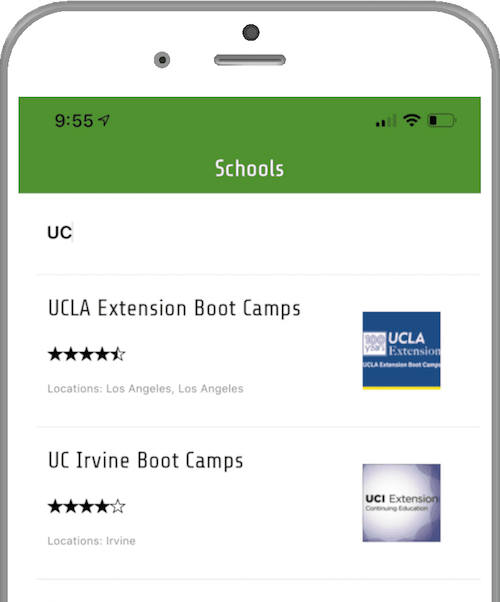 9:55
Schools
UC
UCLA Extension Boot Camps
Locations: Los Angeles, Los Angeles
100
years
UCLA
Extension
UCLA Extension Boot Camps
UC Irvine Boot Camps
Locations: Irvine
UCI Extension
Continuing Education